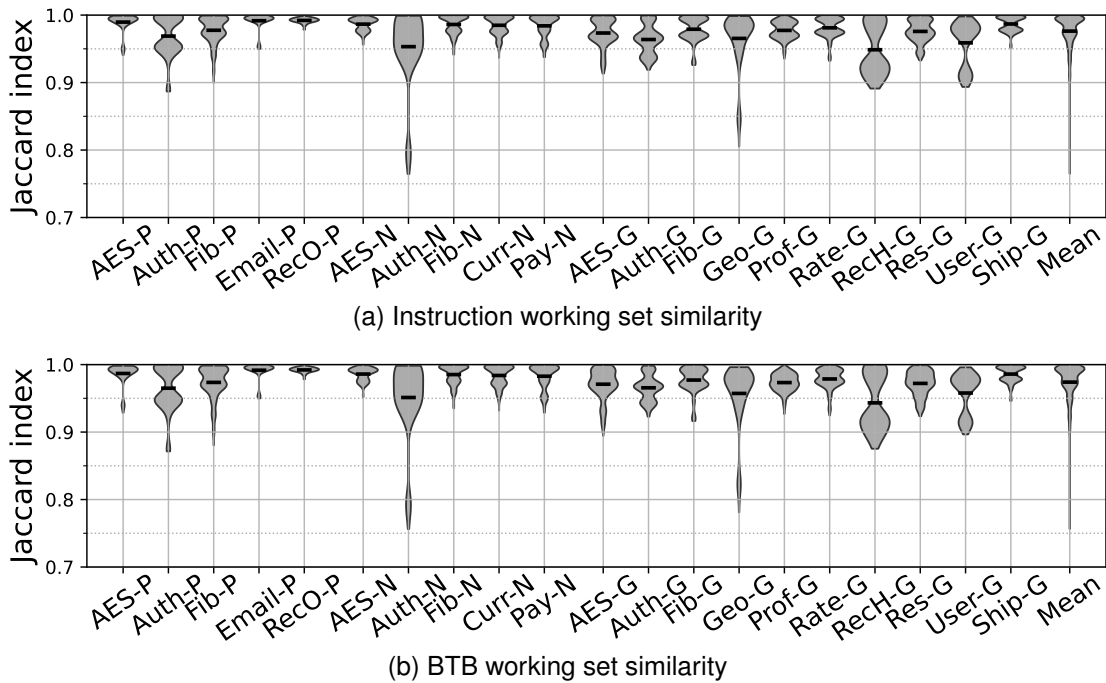 Jaccard index
1.0
0.9
0.8
0.7
AES-P
Auth-P
Fib-P
Email-P
RecO-P
AES-N
Auth-N
Fib-N
Curr-N
Pay-N
AES-G
Auth-G
Fib-G
Geo-G
Prof-G
Rate-G
RecH-G
Res-G
User-G
Ship-G
Mean
(a) Instruction working set similarity
Jaccard index
1.0
0.9
0.8
0.7
AES-P
Auth-P
Fib-P
Email-P
RecO-P
AES-N
Auth-N
Fib-N
Curr-N
Pay-N
AES-G
Auth-G
Fib-G
Geo-G
Prof-G
Rate-G
RecH-G
Res-G
User-G
Ship-G
Mean
(b) BTB working set similarity